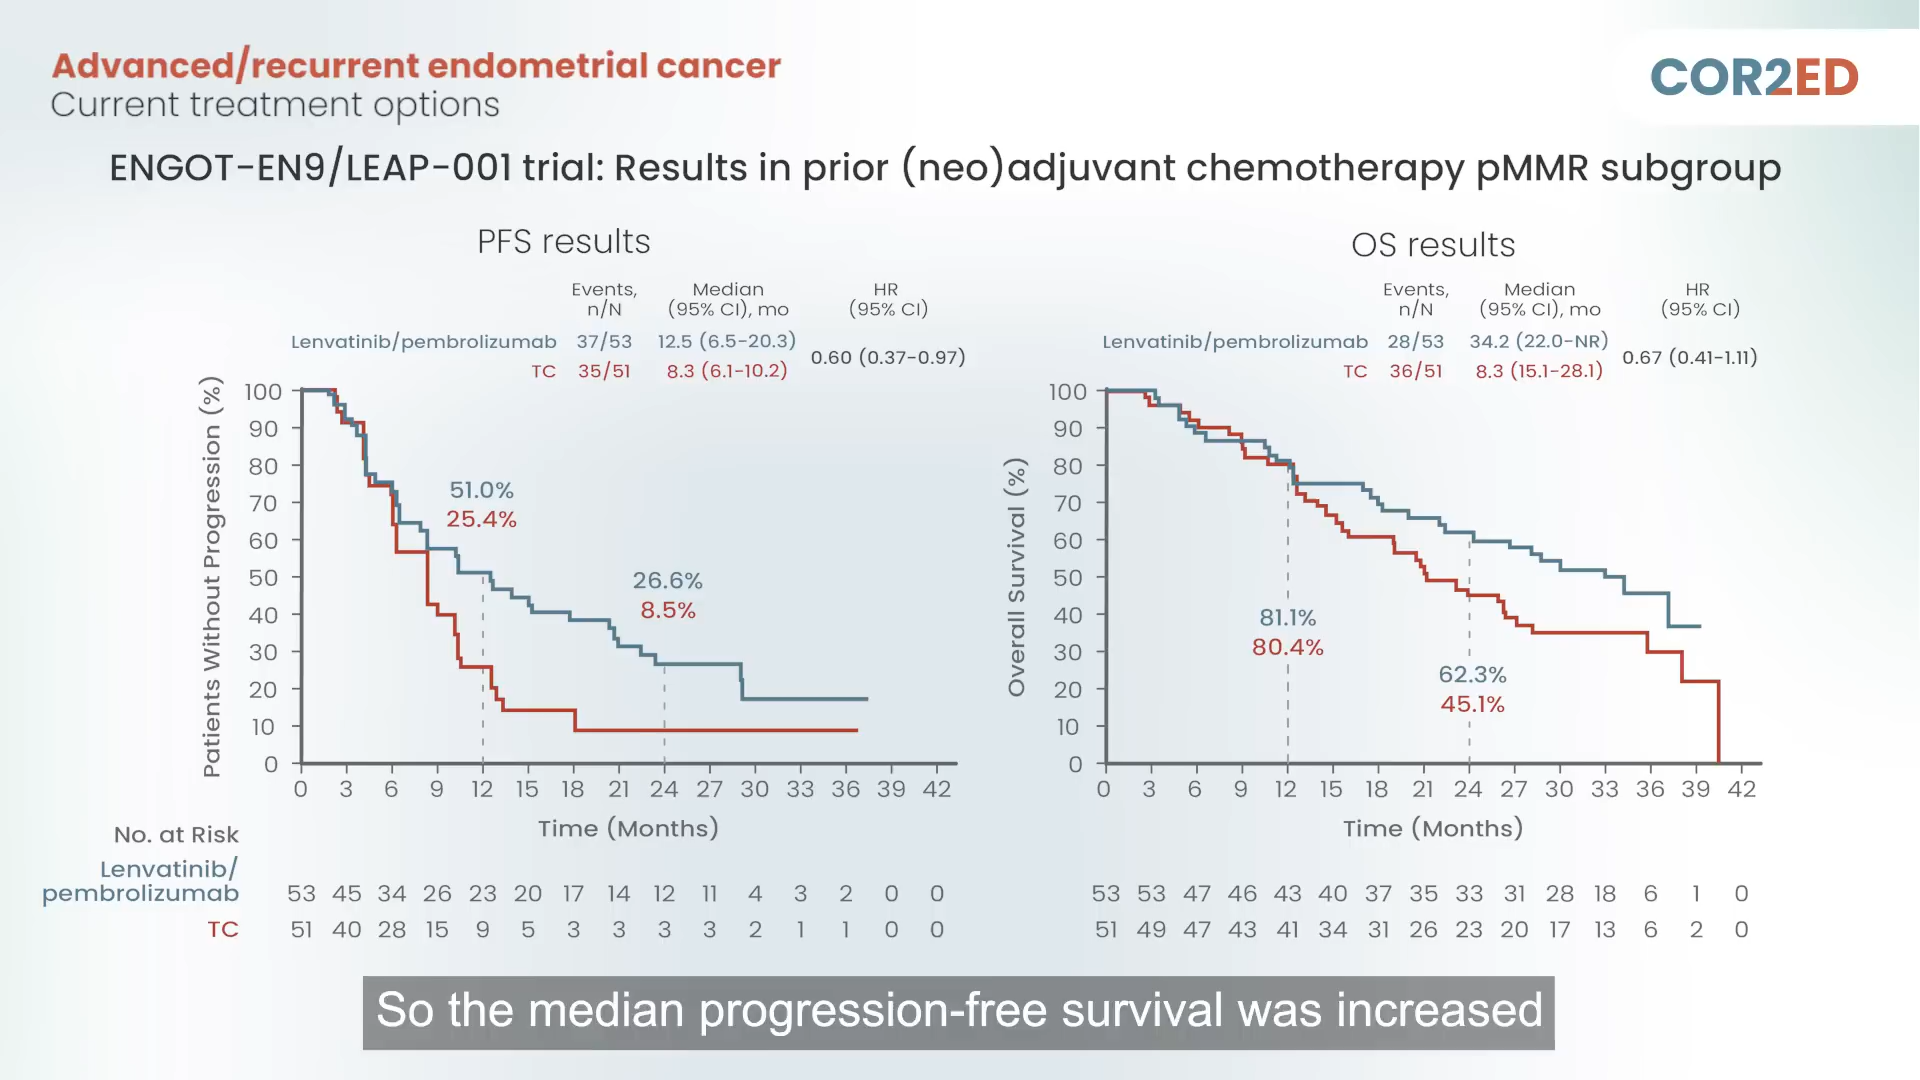 Advanced/recurrent endometrial cancer
Current treatment options
COR2ED
ENGOT-EN9/LEAP-001 trial: Results in prior (neo)adjuvant chemotherapy pMMR subgroup
PFS results
Events, n/N
Median (95% CI), mo
HR (95% CI)
Lenvatinib/pembrolizumab 37/53 12.5 (6.5-20.3)
0.60 (0.37-0.97)
TC 35/51 8.3 (6.1-10.2)
Patients Without Progression (%)
100
90
80
70
60
50
40
30
20
10
0
51.0%
25.4%
26.6%
8.5%
0 3 6 9 12 15 18 21 24 27 30 33 36 39 42
Time (Months)
OS results
Events, n/N
Median (95% CI), mo
HR (95% CI)
Lenvatinib/pembrolizumab 28/53 34.2 (22.0-NR)
0.67 (0.41-1.11)
TC 36/51 8.3 (15.1-28.1)
Overall Survival (%)
100
90
80
70
60
50
40
30
20
10
0
81.1%
80.4%
62.3%
45.1%
0 3 6 9 12 15 18 21 24 27 30 33 36 39 42
Time (Months)
No. at Risk
Lenvatinib/
pembrolizumab 53 45 34 26 23 20 17 14 12 11 4 3 2 0 0 53 53 47 46 43 40 37 35 33 31 28 18 6 1 0
TC 51 40 28 15 9 5 3 3 3 3 2 1 1 0 0 51 49 47 43 41 34 31 26 23 20 17 13 6 2 0
So the median progression-free survival was increased